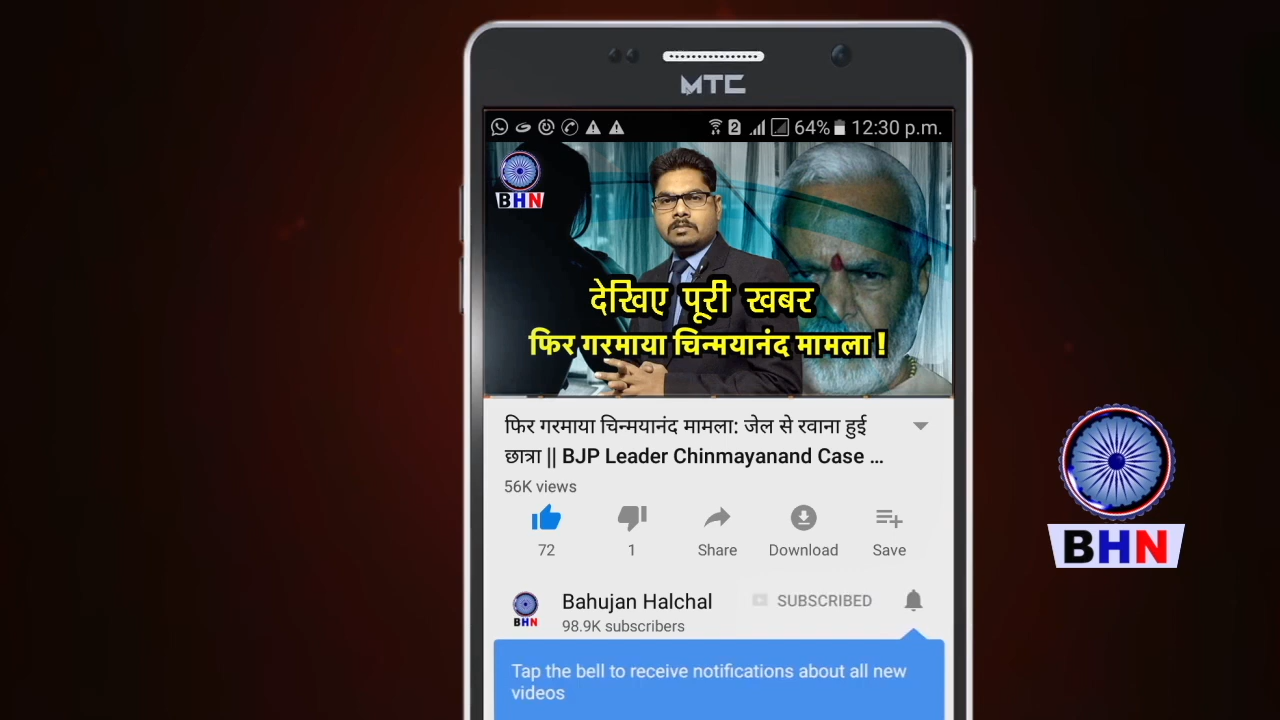 MTC
2 64% 12:30 p.m.
BHN
देखिए पूरी खबर
फिर गरमाया चिन्मयानंद मामला !
फिर गरमाया चिन्मयानंद मामला: जेल से रवाना हुई
छात्रा || BJP Leader Chinmayanand Case ...
56K views
72 1 Share Download Save
Bahujan Halchal SUBSCRIBED
98.9K subscribers
BHN
Tap the bell to receive notifications about all new
videos
BHN